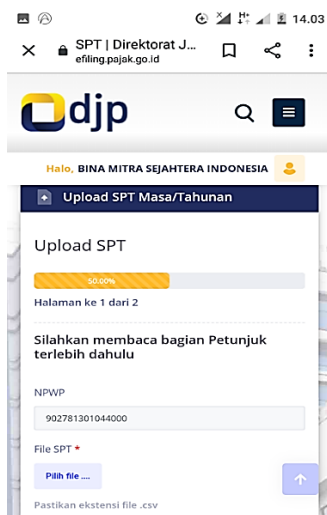 14.03
SPT | Direktorat J...
efiling.pajak.go.id
djp
Halo, BINA MITRA SEJAHTERA INDONESIA
Upload SPT Masa/Tahunan
Upload SPT
50.00%
Halaman ke 1 dari 2
Silahkan membaca bagian Petunjuk
terlebih dahulu
NPWP
902781301044000
File SPT *
Pilih file ....
Pastikan ekstensi file .csv